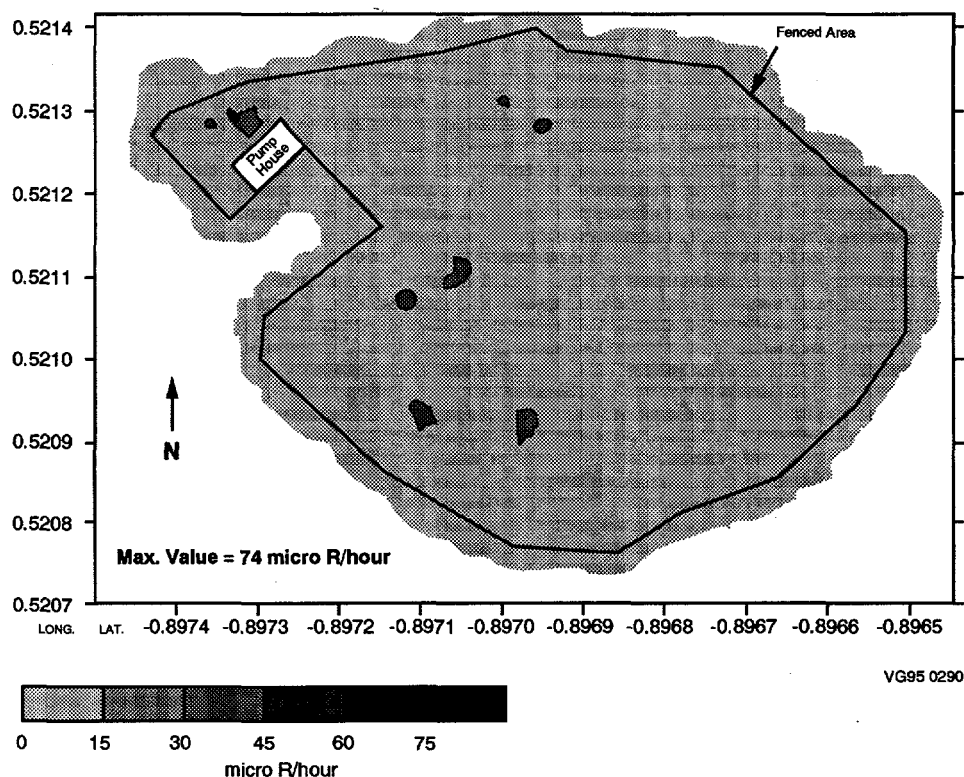 0.5214
Fenced Area
0.5213
Pump
House
0.5212
0.5211
0.5210
N
0.5209
0.5208
Max. Value = 74 micro R/hour
0.5207
LONG. LAT. -0.8974 -0.8973 -0.8972 -0.8971 -0.8970 -0.8969 -0.8968 -0.8967 -0.8966 -0.8965
VG95 0290
0 15 30 45 60 75
micro R/hour